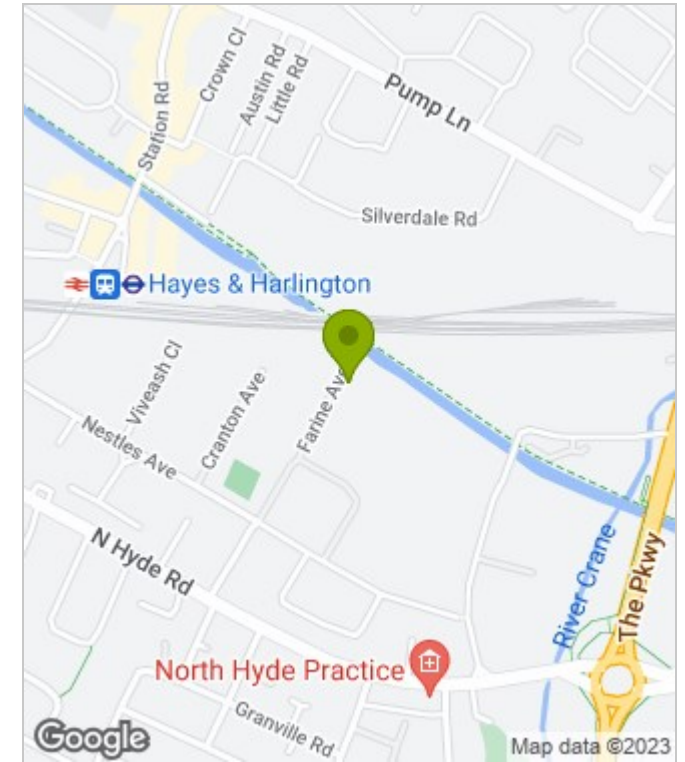 Crown Cl
Austin Rd
Little Rd
Station Rd
Pump Ln
Silverdale Rd
Hayes & Harlington
Viveash Cl
Cranton Ave
Farine Ave
Nestles Ave
N Hyde Rd
River Crane
The Pkwy
North Hyde Practice
Granville Rd
Google
Map data ©2023